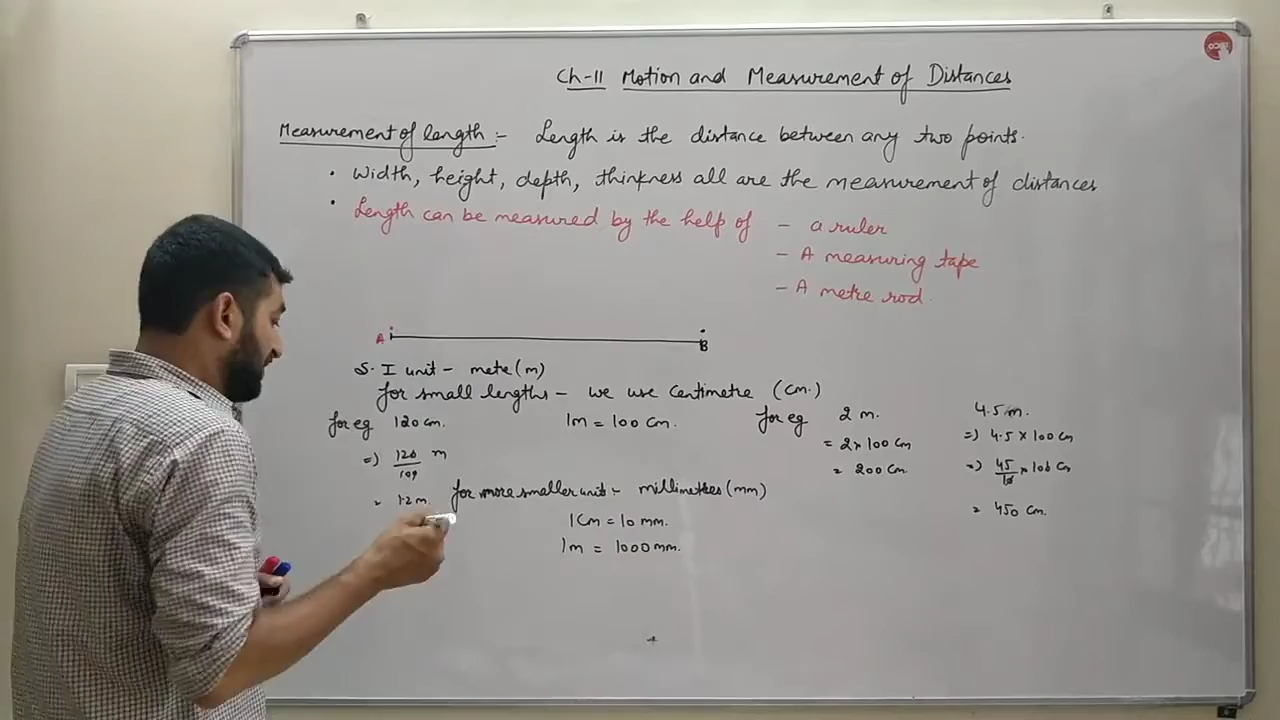 Ch-11 Motion and Measurement of Distances
Measurement of length :- Length is the distance between any two points.
• Width, height, depth, thinkness all are the measurement of distances
• Length can be measured by the help of - a ruler
- A measuring tape
- A metre rod.
A B
S.I unit - metre (m)
for small lengths - we use Centimetre (cm.)
for eg 120 cm.
=) 120/100 m
= 1.2 m.
1m = 100 cm.
for eg 2 m.
= 2 x 100 cm
= 200 cm
4.5 m.
=) 4.5 x 100 cm
=) 45/10 x 100 cm
= 450 cm.
for more smaller unit :- millimetres (mm)
1 cm = 10 mm.
1m = 1000 mm.